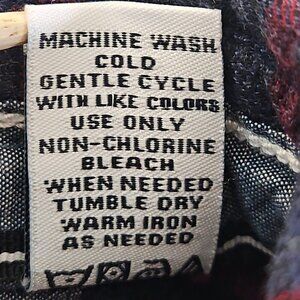 MACHINE WASH
COLD
GENTLE CYCLE
WITH LIKE COLORS
USE ONLY
NON-CHLORINE
BLEACH
WHEN NEEDED
TUMBLE DRY
WARM IRON
AS NEEDED